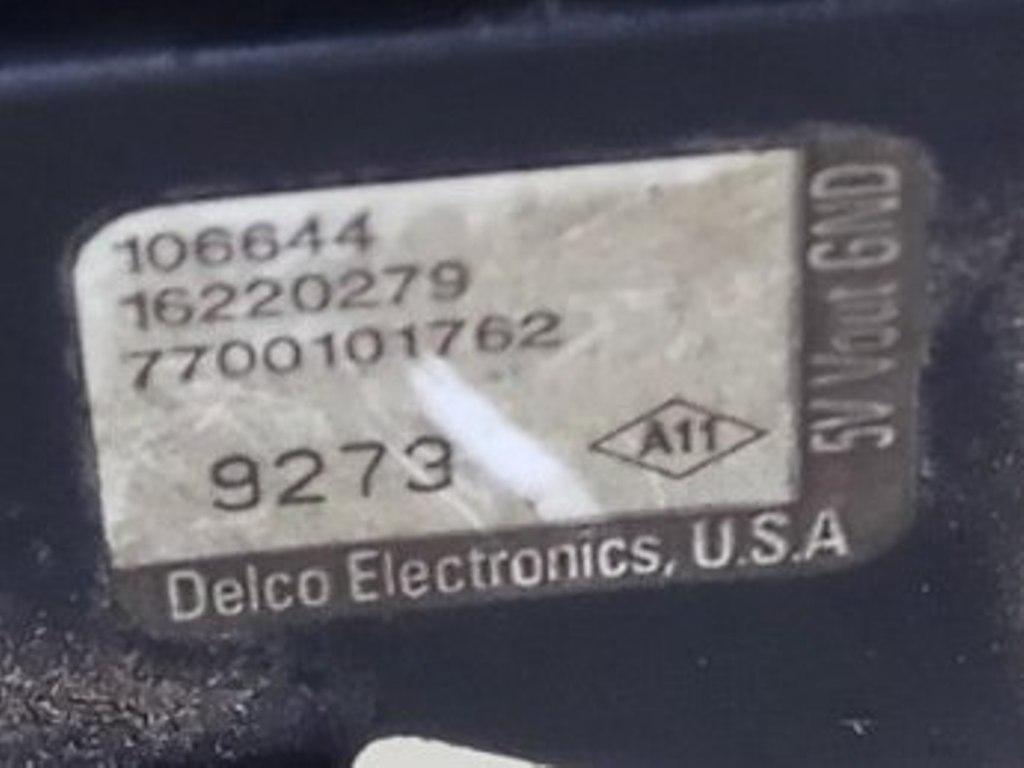 106644
16220279
7700101762
9273
A11
Delco Electronics, U.S.A
5V Vout GND